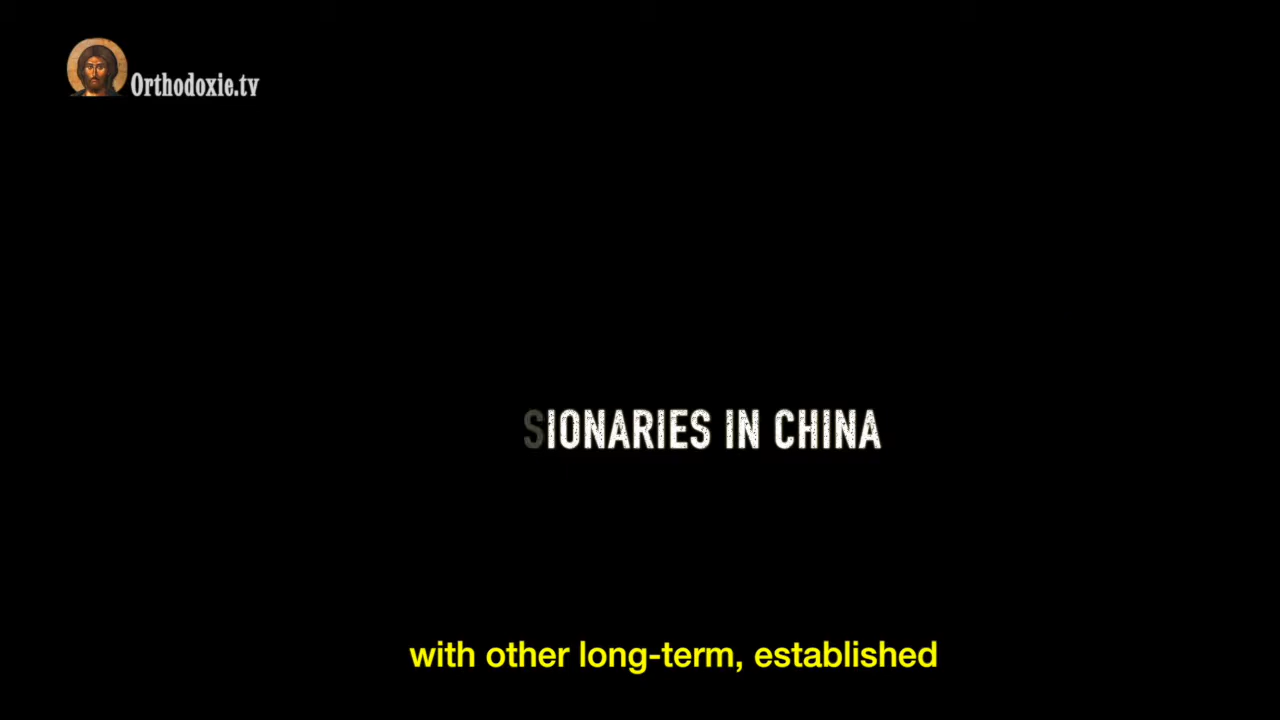 Orthodoxie.tv
SIONARIES IN CHINA
with other long-term, established